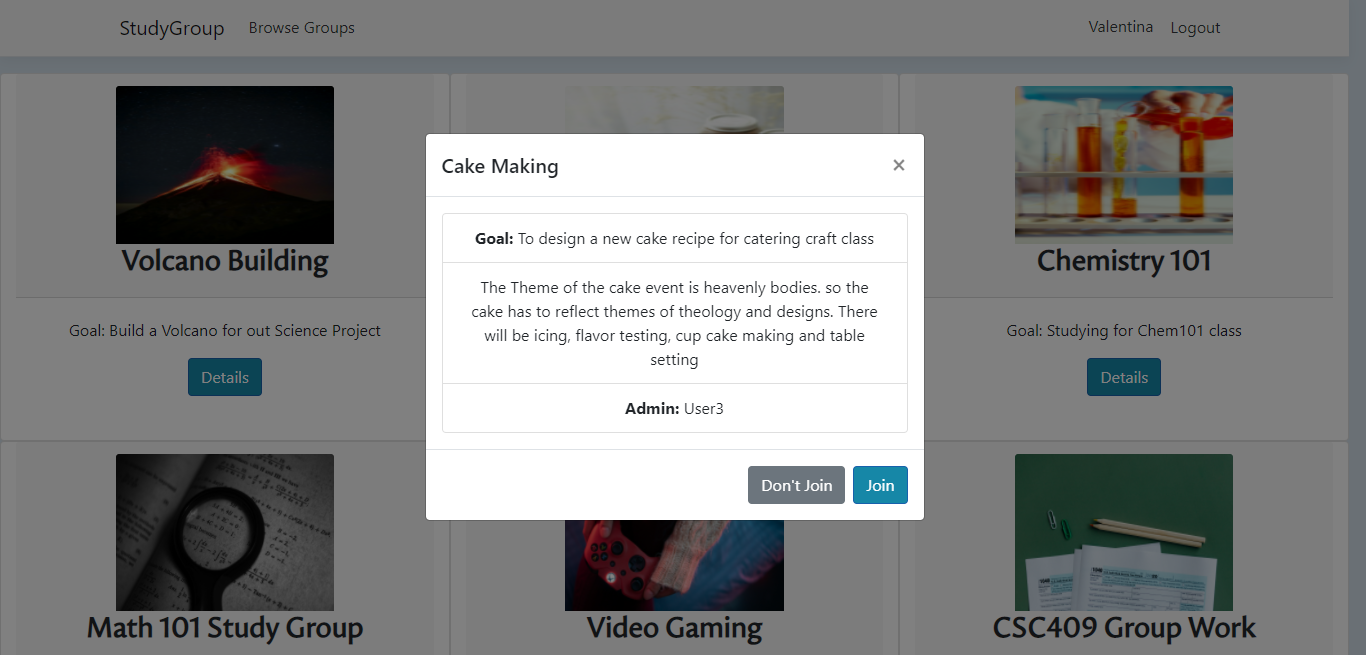 StudyGroup Browse Groups Valentina Logout
Cake Making ×
Goal: To design a new cake recipe for catering craft class
The Theme of the cake event is heavenly bodies. so the
cake has to reflect themes of theology and designs. There
will be icing, flavor testing, cup cake making and table
setting
Admin: User3
Don't Join Join
Volcano Building
Goal: Build a Volcano for out Science Project
Details
Chemistry 101
Goal: Studying for Chem101 class
Details
Math 101 Study Group
Video Gaming
CSC409 Group Work